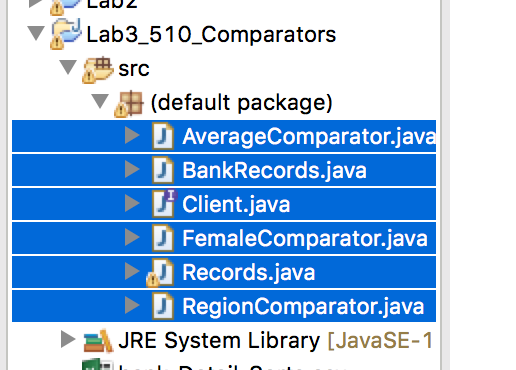 Lab2
Lab3_510_Comparators
src
(default package)
AverageComparator.java
BankRecords.java
Client.java
FemaleComparator.java
Records.java
RegionComparator.java
JRE System Library [JavaSE-1